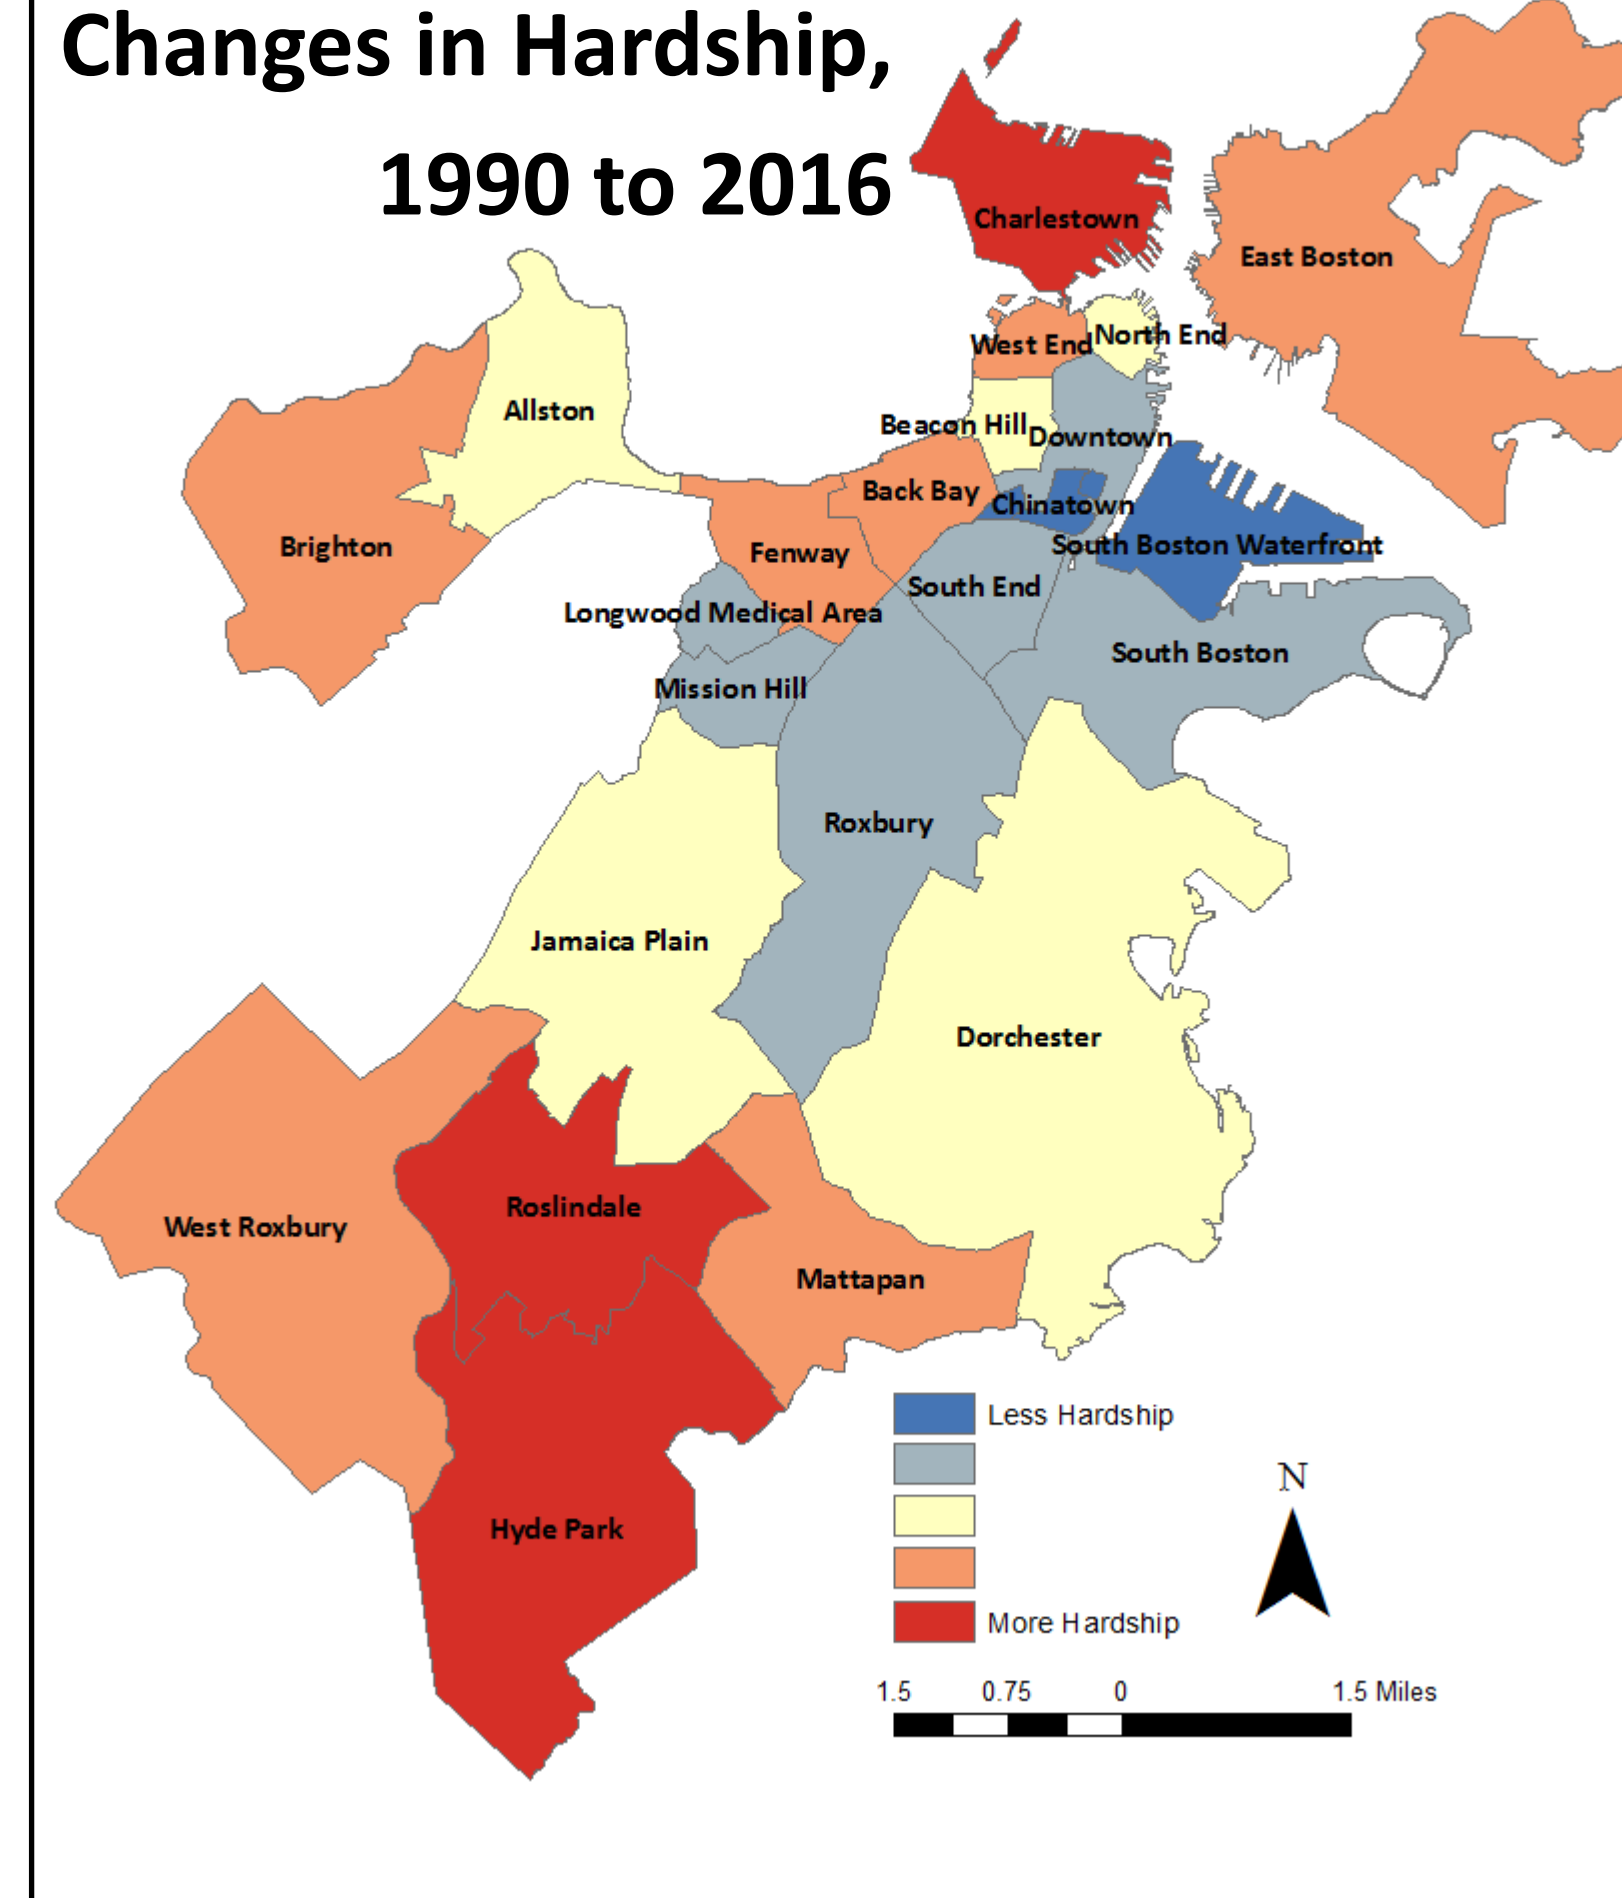 Changes in Hardship,
1990 to 2016
Charlestown
East Boston
West End
North End
Allston
Beacon Hill
Downtown
Back Bay
Chinatown
Brighton
Fenway
South Boston Waterfront
South End
Longwood Medical Area
South Boston
Mission Hill
Roxbury
Jamaica Plain
Dorchester
Roslindale
West Roxbury
Mattapan
Less Hardship
N
Hyde Park
More Hardship
1.5 0.75 0 1.5 Miles